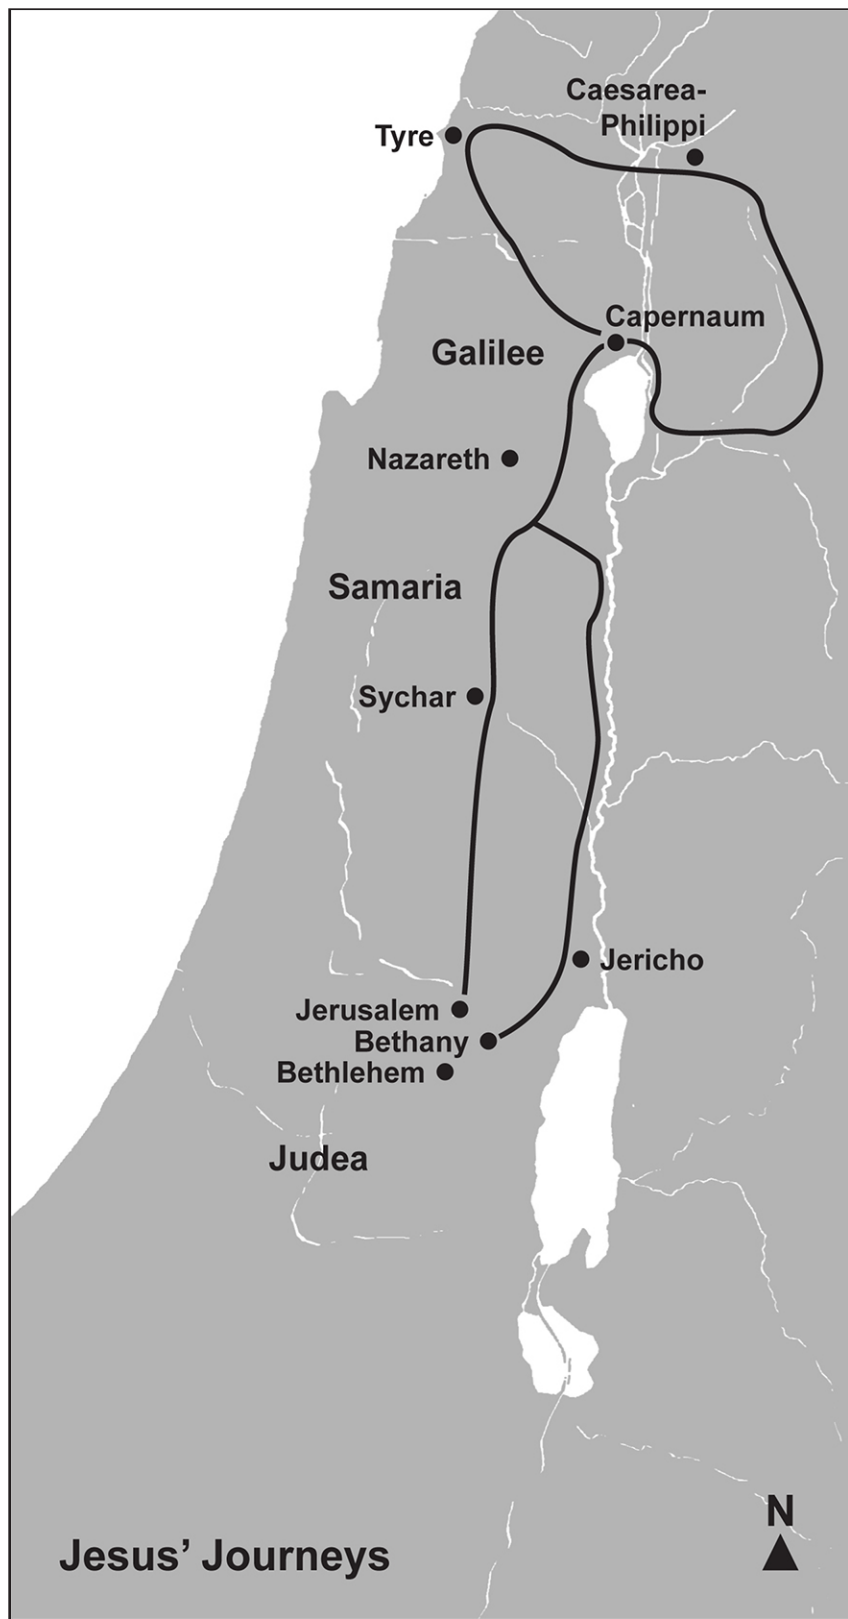 Caesarea-
Philippi
Tyre
Capernaum
Galilee
Nazareth
Samaria
Sychar
Jericho
Jerusalem
Bethany
Bethlehem
Judea
N
Jesus’ Journeys